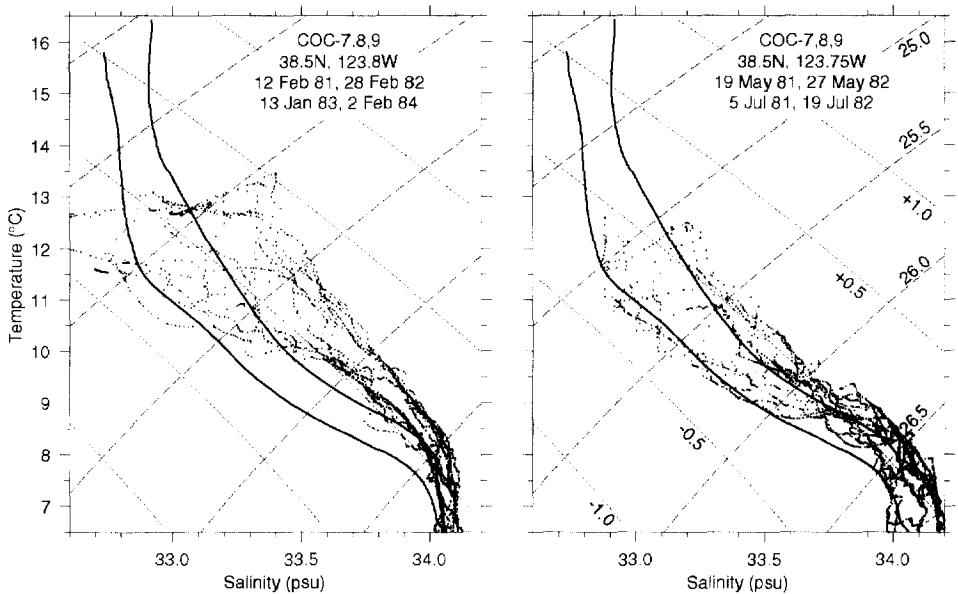 COC-7,8,9
38.5N, 123.8W
12 Feb 81, 28 Feb 82
13 Jan 83, 2 Feb 84
16
15
14
13
12
11
10
9
8
7
Temperature (°C)
33.0
33.5
34.0
Salinity (psu)
COC-7,8,9
38.5N, 123.75W
19 May 81, 27 May 82
5 Jul 81, 19 Jul 82
25.0
25.5
+1.0
26.0
+0.5
26.5
-0.5
-1.0
33.0
33.5
34.0
Salinity (psu)